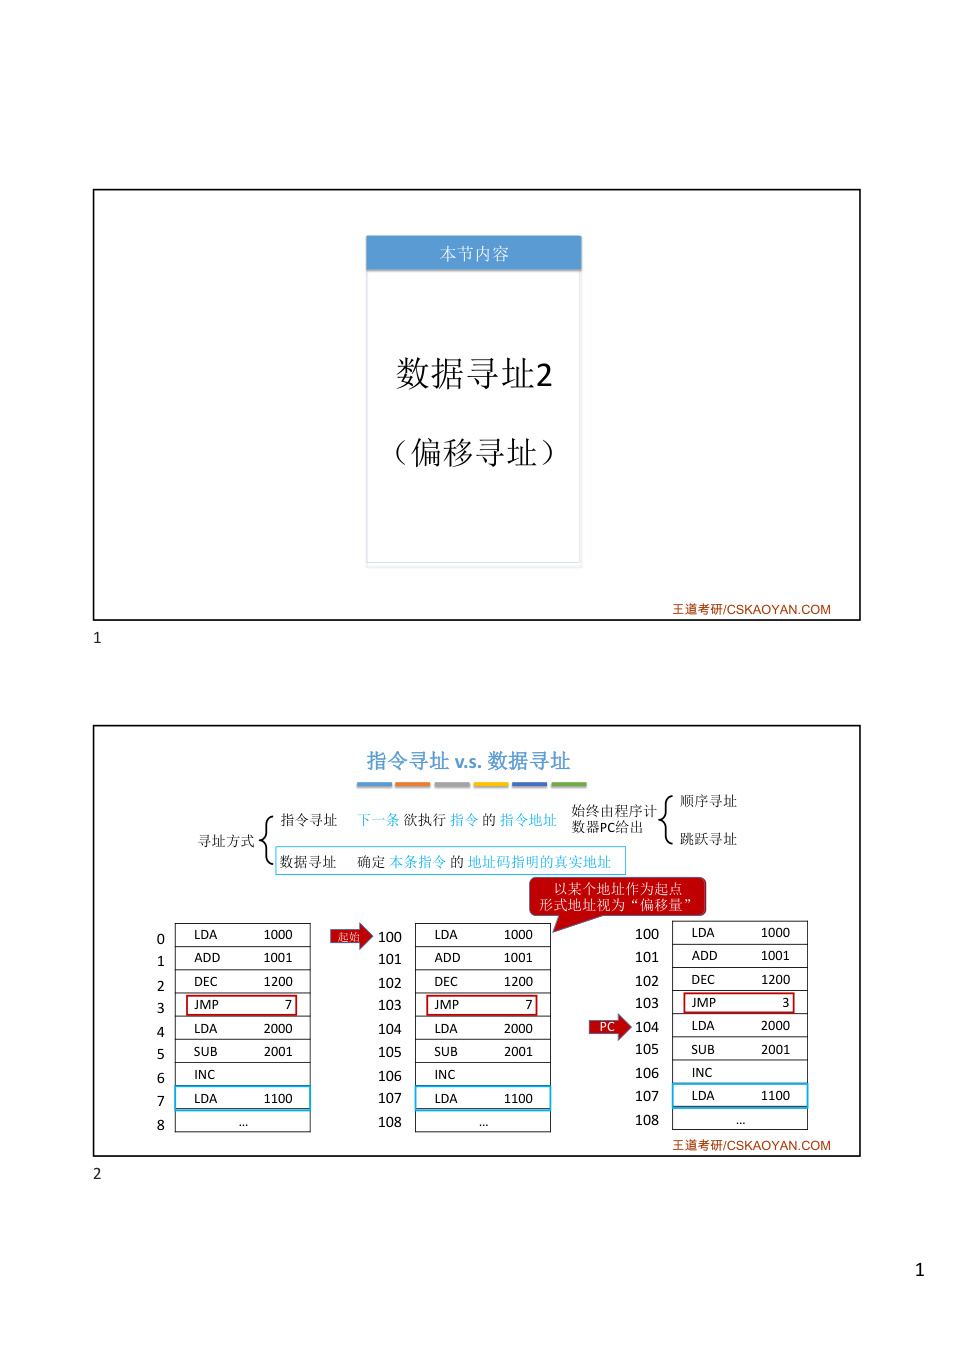 本节内容
数据寻址2
（偏移寻址）
王道考研/CSKAOYAN.COM
1
指令寻址 v.s. 数据寻址
寻址方式
指令寻址 下一条 欲执行 指令 的 指令地址
始终由程序计
数器PC给出
顺序寻址
跳跃寻址
数据寻址 确定 本条指令 的 地址码指明的真实地址
以某个地址作为起点
形式地址视为“偏移量”
0 LDA 1000
1 ADD 1001
2 DEC 1200
3 JMP 7
4 LDA 2000
5 SUB 2001
6 INC
7 LDA 1100
8 ...
起始
100 LDA 1000
101 ADD 1001
102 DEC 1200
103 JMP 7
104 LDA 2000
105 SUB 2001
106 INC
107 LDA 1100
108 ...
100 LDA 1000
101 ADD 1001
102 DEC 1200
103 JMP 3
PC 104 LDA 2000
105 SUB 2001
106 INC
107 LDA 1100
108 ...
王道考研/CSKAOYAN.COM
2
1